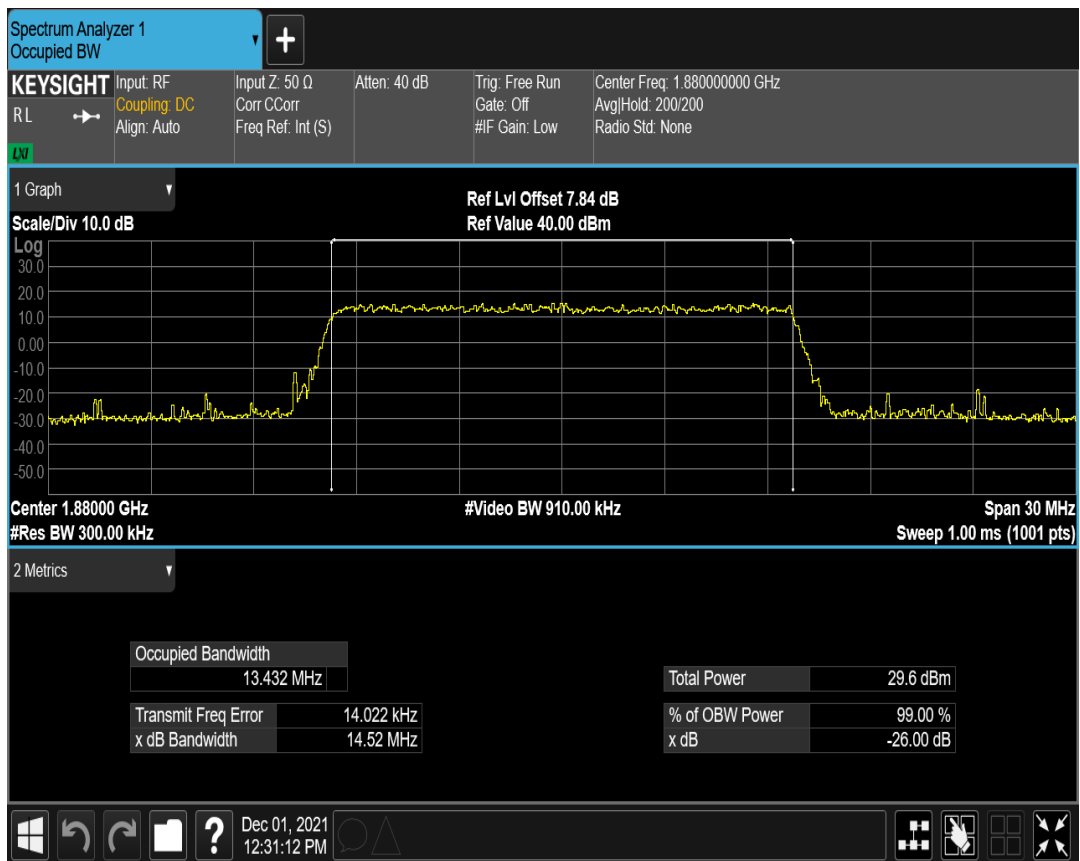 Spectrum Analyzer 1
Occupied BW
+
KEYSIGHT
R L
LXI
Input: RF
Coupling: DC
Align: Auto
Input Z: 50 Ω
Corr CCorr
Freq Ref: Int (S)
Atten: 40 dB
Trig: Free Run
Gate: Off
#IF Gain: Low
Center Freq: 1.880000000 GHz
Avg|Hold: 200/200
Radio Std: None
1 Graph
Scale/Div 10.0 dB
Ref Lvl Offset 7.84 dB
Ref Value 40.00 dBm
Log
30.0
20.0
10.0
0.00
-10.0
-20.0
-30.0
-40.0
-50.0
Center 1.88000 GHz
#Res BW 300.00 kHz
#Video BW 910.00 kHz
Span 30 MHz
Sweep 1.00 ms (1001 pts)
2 Metrics
Occupied Bandwidth
13.432 MHz
Transmit Freq Error 14.022 kHz
x dB Bandwidth 14.52 MHz
Total Power 29.6 dBm
% of OBW Power 99.00 %
x dB -26.00 dB
?
Dec 01, 2021
12:31:12 PM